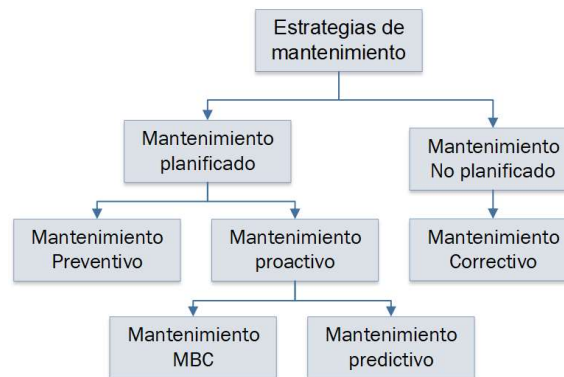 Estrategias de
mantenimiento
Mantenimiento
planificado
Mantenimiento
No planificado
Mantenimiento
Preventivo
Mantenimiento
proactivo
Mantenimiento
Correctivo
Mantenimiento
MBC
Mantenimiento
predictivo